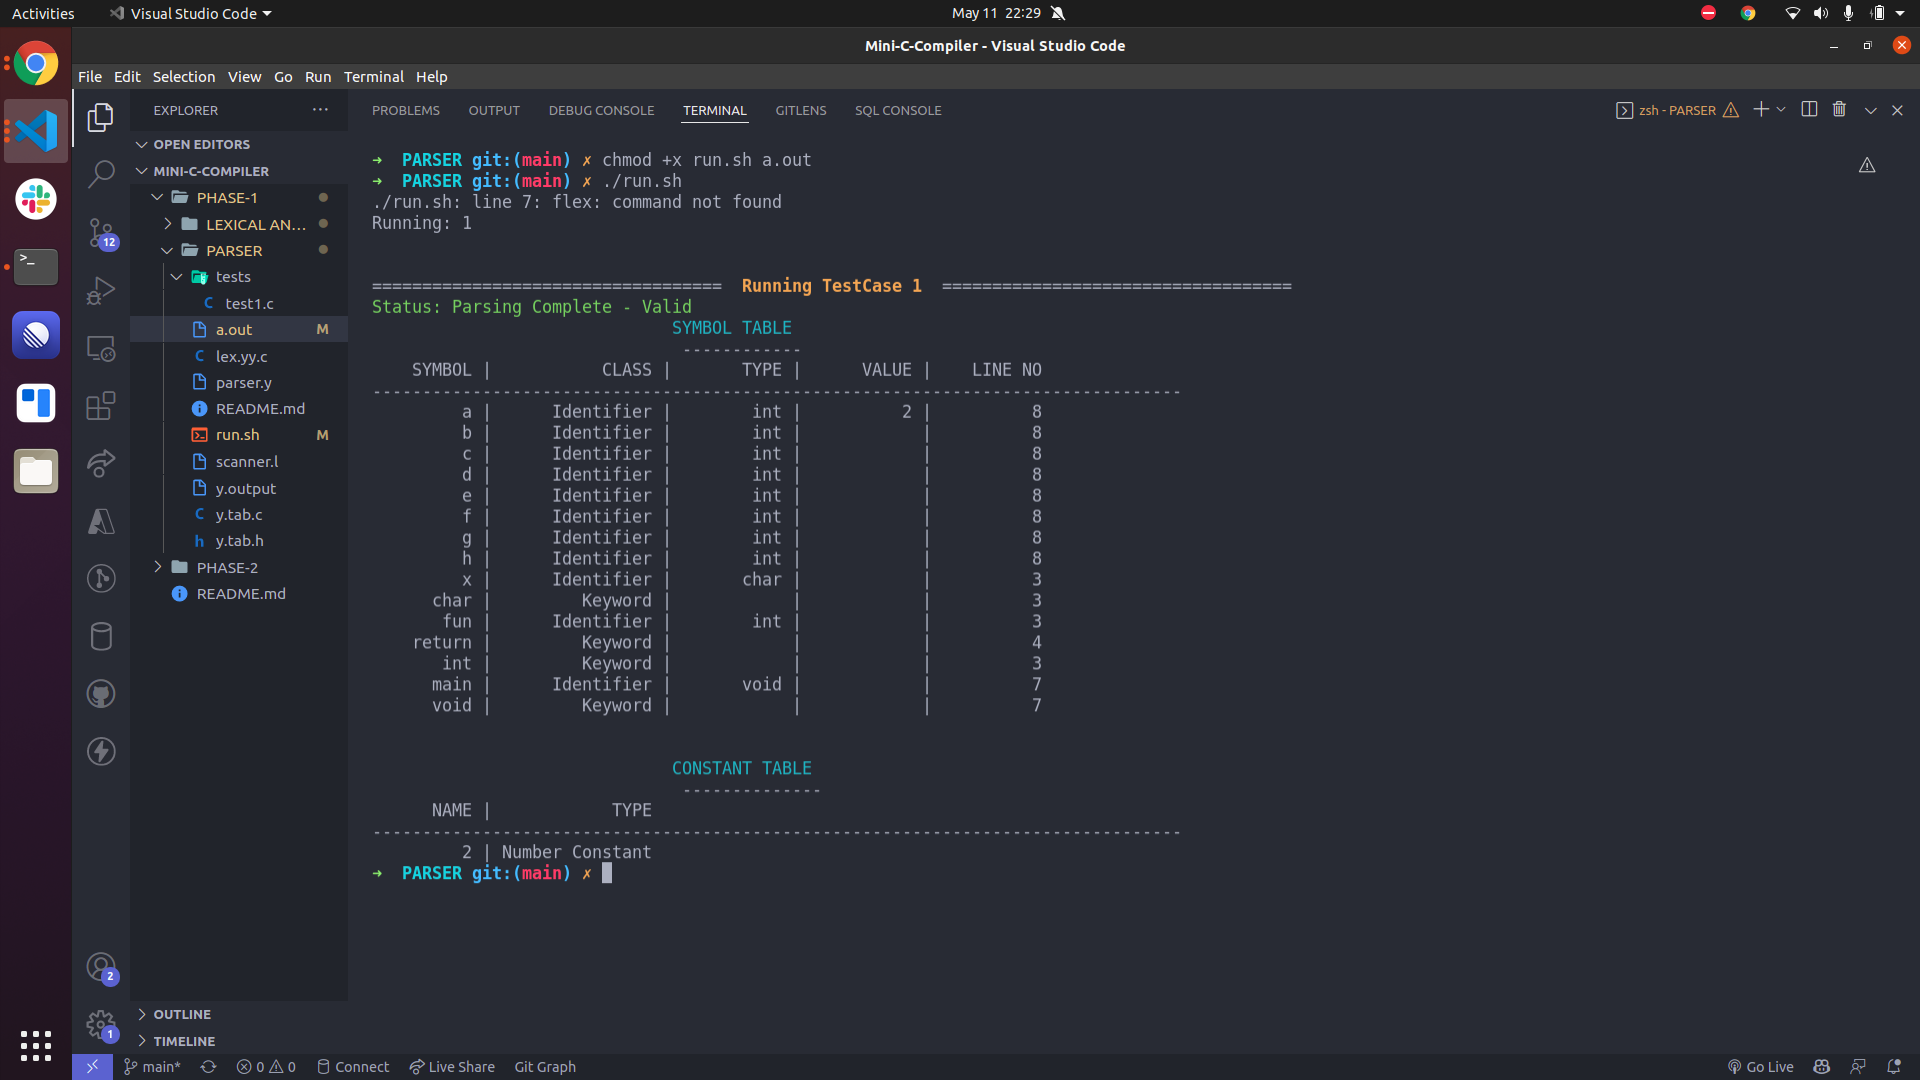 Activities Visual Studio Code May 11 22:29
Mini-C-Compiler - Visual Studio Code
File Edit Selection View Go Run Terminal Help
EXPLORER
OPEN EDITORS
MINI-C-COMPILER
PHASE-1
LEXICAL AN...
PARSER
tests
C test1.c
a.out M
C lex.yy.c
parser.y
README.md
run.sh M
scanner.l
y.output
C y.tab.c
h y.tab.h
PHASE-2
README.md
OUTLINE
TIMELINE
12
2
1
PROBLEMS OUTPUT DEBUG CONSOLE TERMINAL GITLENS SQL CONSOLE zsh - PARSER
➜ PARSER git:(main) ✗ chmod +x run.sh a.out
➜ PARSER git:(main) ✗ ./run.sh
./run.sh: line 7: flex: command not found
Running: 1
=================================== Running TestCase 1 ===================================
Status: Parsing Complete - Valid
SYMBOL TABLE
------------
SYMBOL | CLASS | TYPE | VALUE | LINE NO
---------------------------------------------------------------------------------
a | Identifier | int | 2 | 8
b | Identifier | int | | 8
c | Identifier | int | | 8
d | Identifier | int | | 8
e | Identifier | int | | 8
f | Identifier | int | | 8
g | Identifier | int | | 8
h | Identifier | int | | 8
x | Identifier | char | | 3
char | Keyword | | | 3
fun | Identifier | int | | 3
return | Keyword | | | 4
int | Keyword | | | 3
main | Identifier | void | | 7
void | Keyword | | | 7
CONSTANT TABLE
--------------
NAME | TYPE
---------------------------------------------------------------------------------
2 | Number Constant
➜ PARSER git:(main) ✗
main* 0 0 Connect Live Share Git Graph Go Live